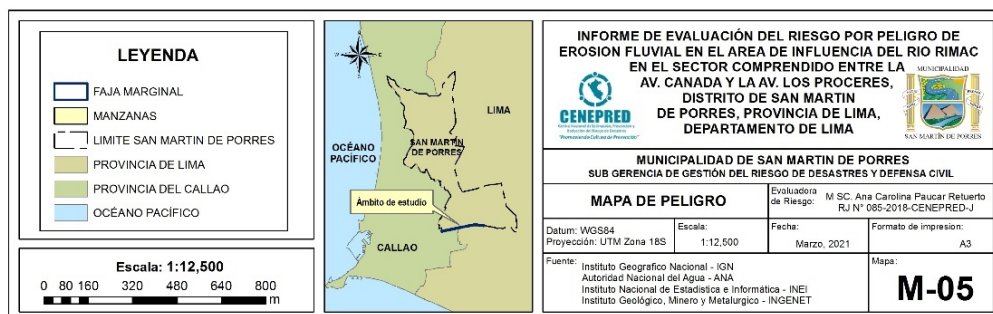 LEYENDA
FAJA MARGINAL
MANZANAS
LIMITE SAN MARTIN DE PORRES
PROVINCIA DE LIMA
PROVINCIA DEL CALLAO
OCÉANO PACÍFICO
Escala: 1:12,500
0 80 160 320 480 640 800
m
LIMA
SAN MARTIN
DE PORRES
OCÉANO
PACÍFICO
Ámbito de estudio
CALLAO
INFORME DE EVALUACIÓN DEL RIESGO POR PELIGRO DE
EROSION FLUVIAL EN EL AREA DE INFLUENCIA DEL RIO RIMAC
EN EL SECTOR COMPRENDIDO ENTRE LA
AV. CANADA Y LA AV. LOS PROCERES,
DISTRITO DE SAN MARTIN
DE PORRES, PROVINCIA DE LIMA,
DEPARTAMENTO DE LIMA
CENEPRED
MUNICIPALIDAD
SAN MARTÍN DE PORRES
MUNICIPALIDAD DE SAN MARTIN DE PORRES
SUB GERENCIA DE GESTIÓN DEL RIESGO DE DESASTRES Y DEFENSA CIVIL
MAPA DE PELIGRO
Evaluadora
de Riesgo:
M SC. Ana Carolina Paucar Retuerto
RJ N° 085-2018-CENEPRED-J
Datum: WGS84
Proyección: UTM Zona 18S
Escala:
1:12,500
Fecha:
Marzo, 2021
Formato de impresion:
A3
Fuente:
Instituto Geografico Nacional - IGN
Autoridad Nacional del Agua - ANA
Instituto Nacional de Estadistica e Informática - INEI
Instituto Geológico, Minero y Metalurgico - INGENET
Mapa:
M-05